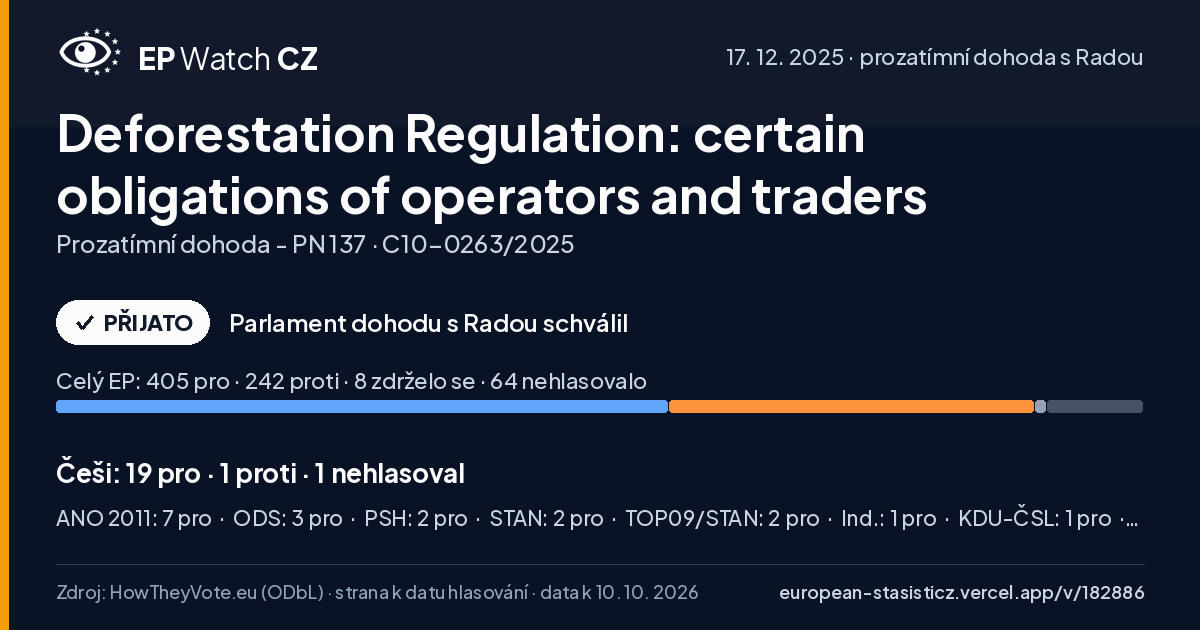 EP Watch CZ
17. 12. 2025 · prozatímní dohoda s Radou
Deforestation Regulation: certain
obligations of operators and traders
Prozatímní dohoda – PN 137 · C10-0263/2025
✓ PŘIJATO
Parlament dohodu s Radou schválil
Celý EP: 405 pro · 242 proti · 8 zdrželo se · 64 nehlasovalo
Češi: 19 pro · 1 proti · 1 nehlasoval
ANO 2011: 7 pro · ODS: 3 pro · PSH: 2 pro · STAN: 2 pro · TOP09/STAN: 2 pro · Ind.: 1 pro · KDU-ČSL: 1 pro ·…
Zdroj: HowTheyVote.eu (ODbL) · strana k datu hlasování · data k 10. 10. 2026
european-stasisticz.vercel.app/v/182886